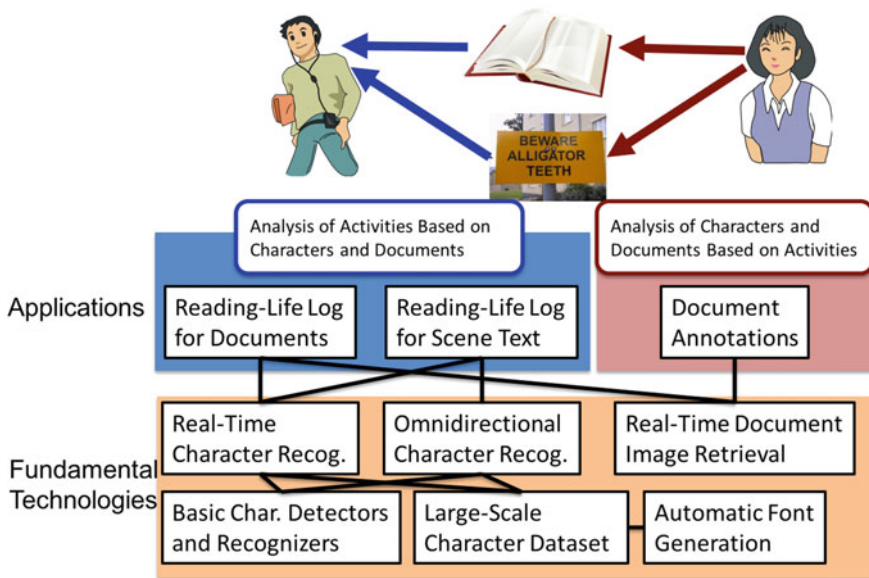 BEWARE
OF
ALLIGATOR
TEETH
Analysis of Activities Based on
Characters and Documents
Analysis of Characters and
Documents Based on Activities
Applications
Reading-Life Log
for Documents
Reading-Life Log
for Scene Text
Document
Annotations
Fundamental
Technologies
Real-Time
Character Recog.
Omnidirectional
Character Recog.
Real-Time Document
Image Retrieval
Basic Char. Detectors
and Recognizers
Large-Scale
Character Dataset
Automatic Font
Generation